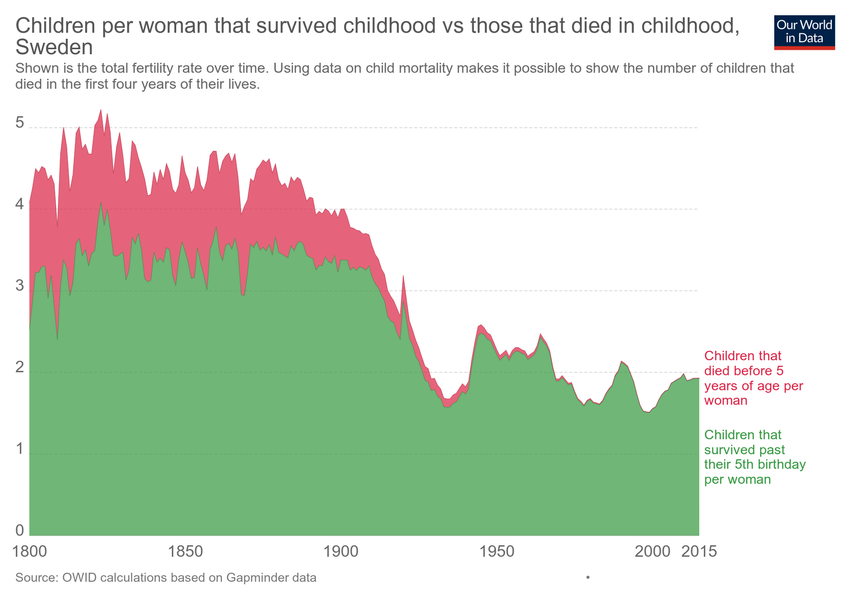 Children per woman that survived childhood vs those that died in childhood,
Sweden
Our World
in Data
Shown is the total fertility rate over time. Using data on child mortality makes it possible to show the number of children that
died in the first four years of their lives.
5
4
3
2
1
0
Children that
died before 5
years of age per
woman
Children that
survived past
their 5th birthday
per woman
1800 1850 1900 1950 2000 2015
Source: OWID calculations based on Gapminder data